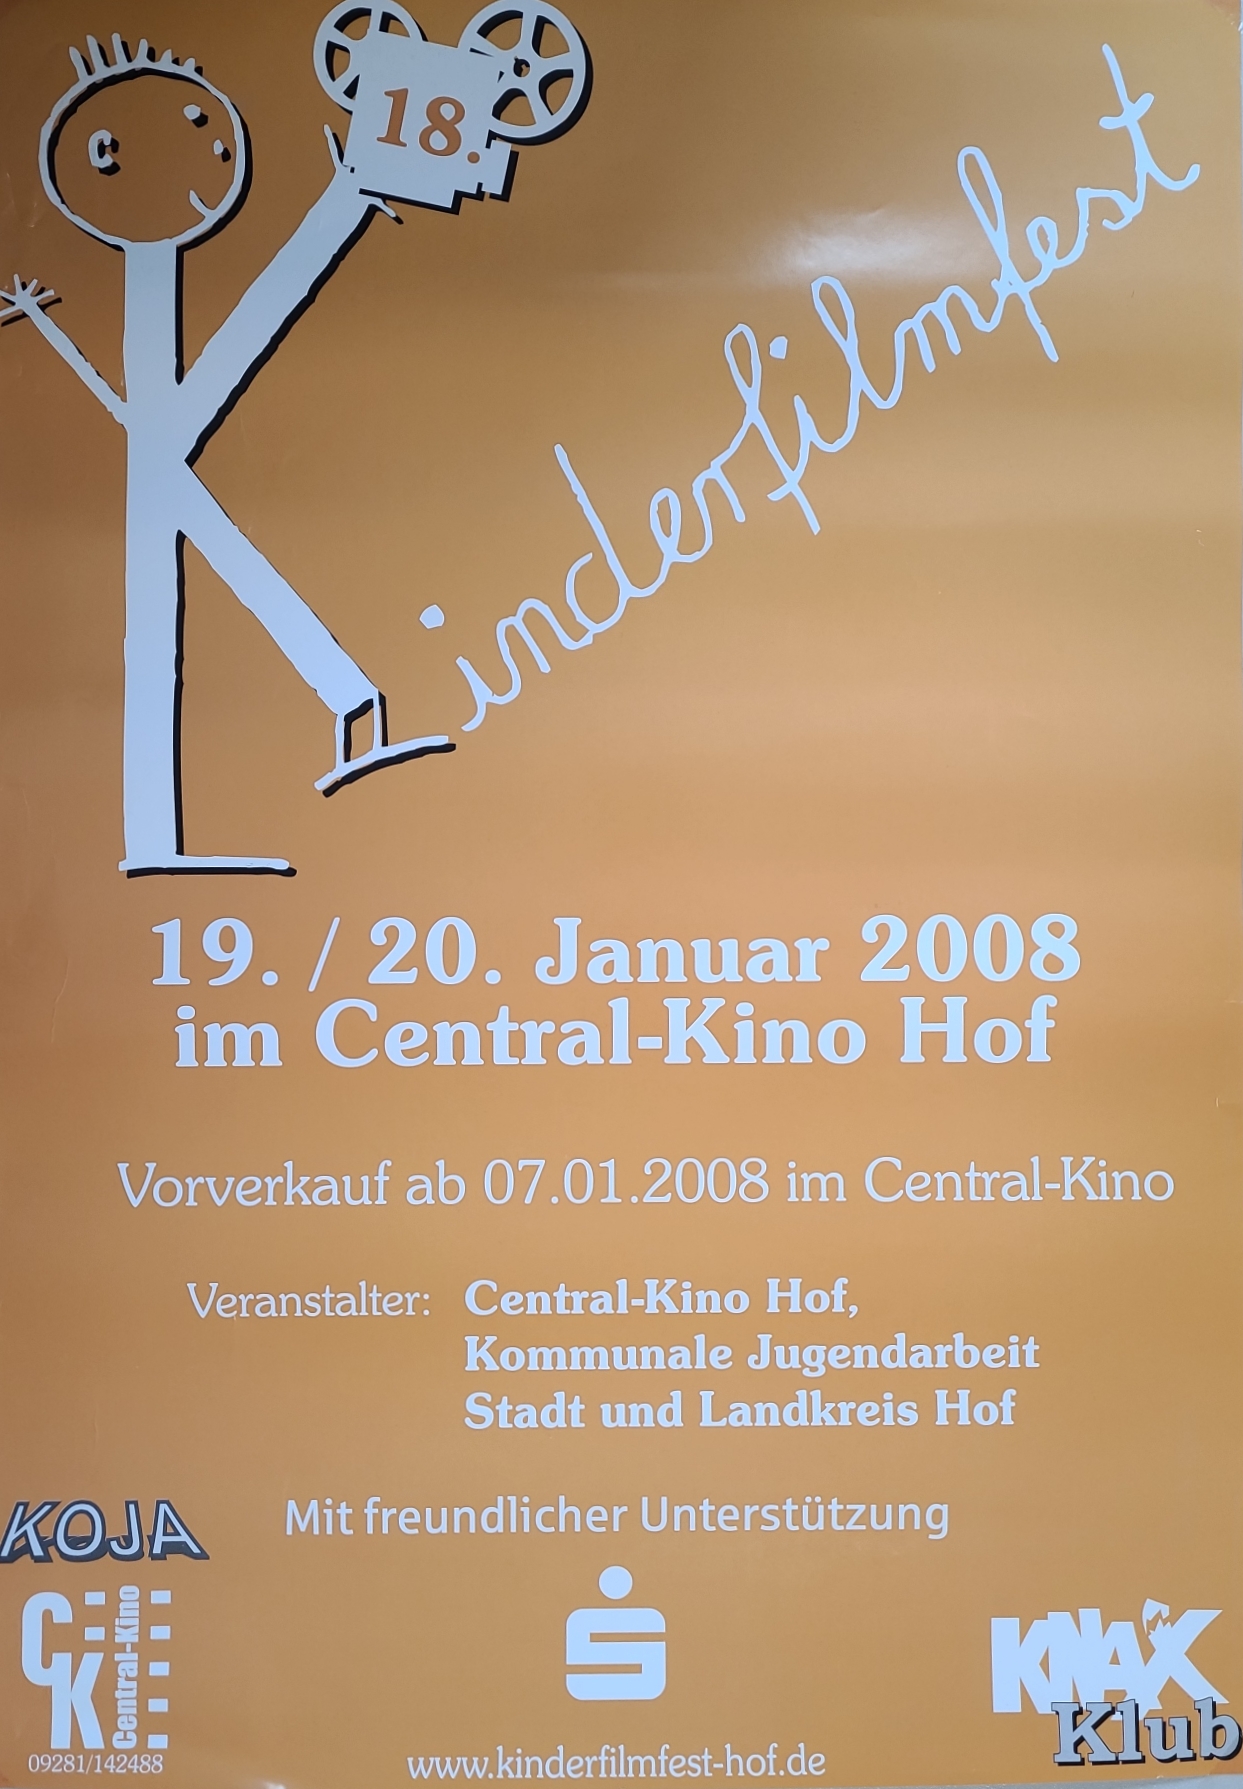 18.
Kinderfilmfest
19. / 20. Januar 2008
im Central-Kino Hof
Vorverkauf ab 07.01.2008 im Central-Kino
Veranstalter: Central-Kino Hof,
Kommunale Jugendarbeit
Stadt und Landkreis Hof
Mit freundlicher Unterstützung
KOJA
CK
Central-Kino
09281/142488
www.kinderfilmfest-hof.de
KNAX
Klub